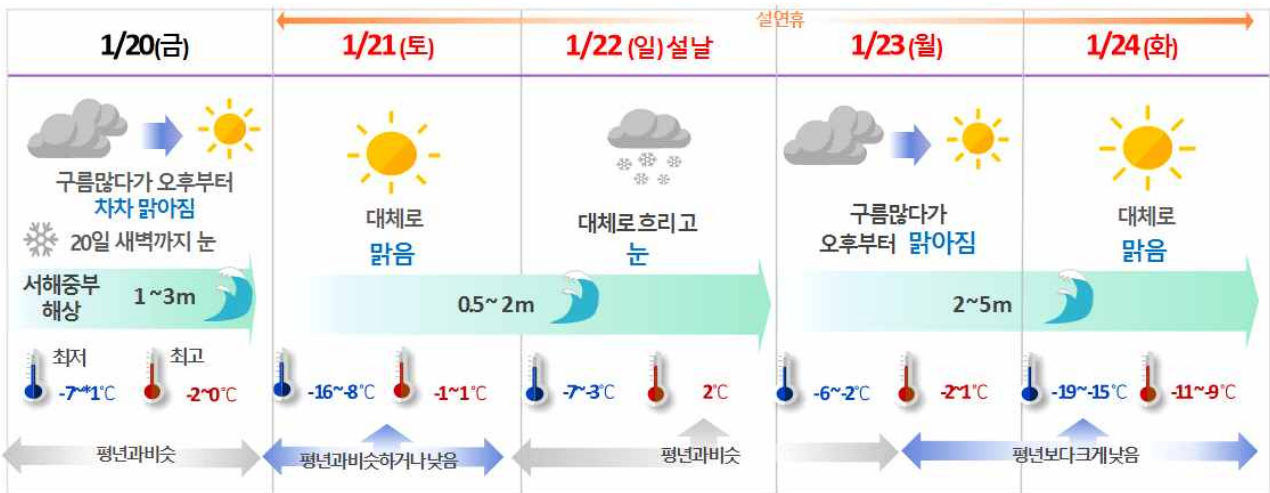 설연휴
1/20(금)
1/21(토)
1/22 (일) 설날
1/23(월)
1/24(화)
구름많다가 오후부터
차차 맑아짐
20일 새벽까지 눈
대체로
맑음
대체로흐리고
눈
구름많다가
오후부터 맑아짐
대체로
맑음
서해중부
해상
1~3m
0.5~2m
2~5m
최저
-7~*1℃
최고
-2~0℃
-16~-8℃
-1~1℃
-7~-3℃
2℃
-6~-2℃
-2~1℃
-19~-15℃
-11~-9℃
평년과비슷
평년과비슷하거나낮음
평년과비슷
평년보다크게낮음